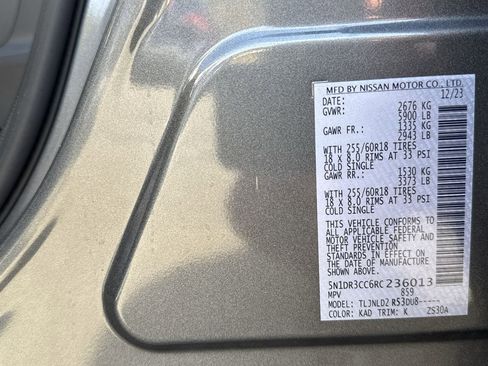 MFD BY NISSAN MOTOR CO., LTD.
DATE: 12/23
GVWR: 2676 KG
5900 LB
GAWR FR.: 1335 KG
2943 LB
WITH 255/60R18 TIRES
18 x 8.0 RIMS AT 33 PSI
COLD SINGLE
GAWR RR.: 1530 KG
3373 LB
WITH 255/60R18 TIRES
18 x 8.0 RIMS AT 33 PSI
COLD SINGLE
THIS VEHICLE CONFORMS TO
ALL APPLICABLE FEDERAL
MOTOR VEHICLE SAFETY AND
THEFT PREVENTION
STANDARDS IN EFFECT ON
THE DATE OF MANUFACTURE
SHOWN ABOVE.
5N1DR3CC6RC236013
MPV 859
MODEL: TLJNLD2 R53DU8-----
COLOR: KAD TRIM: K ZS30A